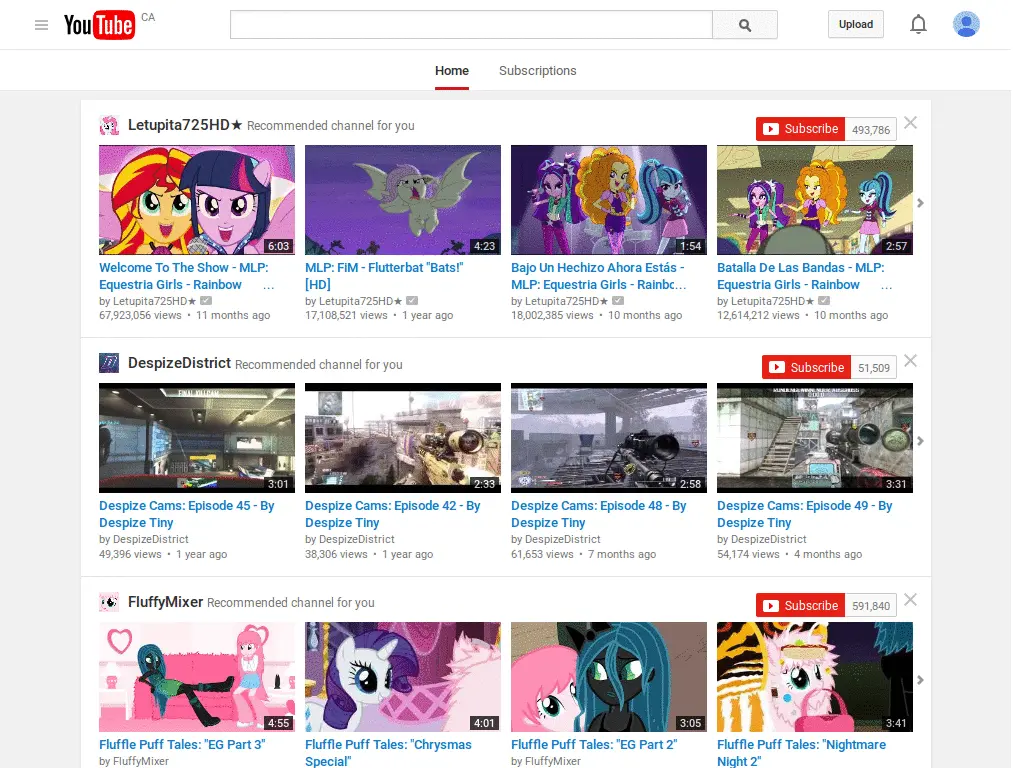 YouTube CA
Upload
Home Subscriptions
Letupita725HD★ Recommended channel for you
Subscribe 493,786
6:03 4:23 1:54 2:57
Welcome To The Show - MLP: Equestria Girls - Rainbow ...
by Letupita725HD★
67,923,056 views • 11 months ago
MLP: FiM - Flutterbat "Bats!" [HD]
by Letupita725HD★
17,108,521 views • 1 year ago
Bajo Un Hechizo Ahora Estás - MLP: Equestria Girls - Rainbc...
by Letupita725HD★
18,002,385 views • 10 months ago
Batalla De Las Bandas - MLP: Equestria Girls - Rainbow ...
by Letupita725HD★
12,614,212 views • 10 months ago
DespizeDistrict Recommended channel for you
Subscribe 51,509
3:01 2:33 2:58 3:31
Despize Cams: Episode 45 - By Despize Tiny
by DespizeDistrict
49,396 views • 1 year ago
Despize Cams: Episode 42 - By Despize Tiny
by DespizeDistrict
38,306 views • 1 year ago
Despize Cams: Episode 48 - By Despize Tiny
by DespizeDistrict
61,653 views • 7 months ago
Despize Cams: Episode 49 - By Despize Tiny
by DespizeDistrict
54,174 views • 4 months ago
FluffyMixer Recommended channel for you
Subscribe 591,840
4:55 4:01 3:05 3:41
Fluffle Puff Tales: "EG Part 3"
by FluffyMixer
Fluffle Puff Tales: "Chrysmas Special"
Fluffle Puff Tales: "EG Part 2"
by FluffyMixer
Fluffle Puff Tales: "Nightmare Night 2"